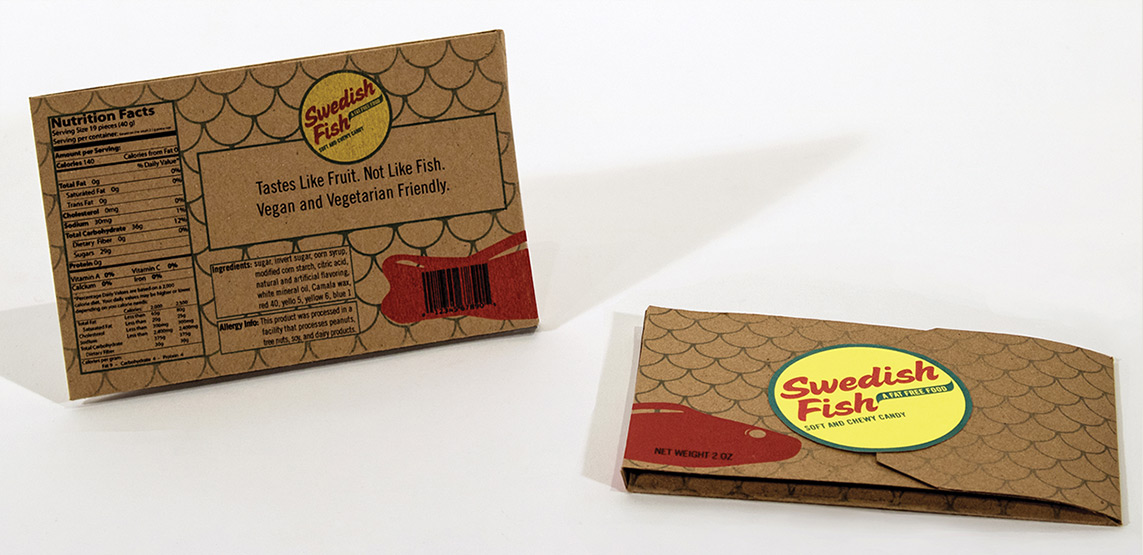 Nutrition Facts
Serving Size 19 pieces (40 g)
Serving per container
Amount per Serving:
Calories 140 Calories from Fat 0
% Daily Value*
Total Fat 0g 0%
Saturated Fat 0g 0%
Trans Fat 0g
Cholesterol 0mg 0%
Sodium 30mg 1%
Total Carbohydrate 36g 12%
Dietary Fiber 0g 0%
Sugars 29g
Protein 0g
Vitamin A 0% Vitamin C 0%
Calcium 0% Iron 0%
Swedish
Fish
A FAT FREE FOOD
SOFT AND CHEWY CANDY
Tastes Like Fruit. Not Like Fish.
Vegan and Vegetarian Friendly.
Ingredients: sugar, invert sugar, corn syrup,
modified corn starch, citric acid,
natural and artificial flavoring,
white mineral oil, Carnala wax,
red 40, yello 5, yellow 6, blue 1
Allergy Info: This product was processed in a
facility that processes peanuts,
tree nuts, soy, and dairy products.
Swedish
Fish
A FAT FREE FOOD
SOFT AND CHEWY CANDY
NET WEIGHT 2 OZ